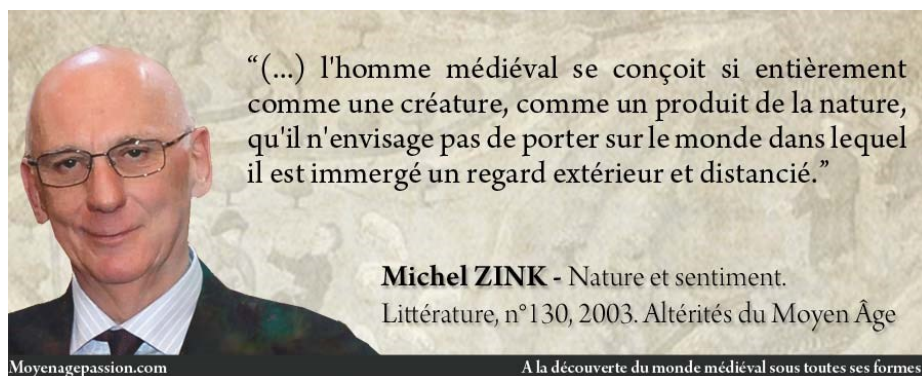 “(...) l'homme médiéval se conçoit si entièrement
comme une créature, comme un produit de la nature,
qu'il n'envisage pas de porter sur le monde dans lequel
il est immergé un regard extérieur et distancié.”
Michel ZINK - Nature et sentiment.
Littérature, n°130, 2003. Altérités du Moyen Âge
Moyenagepassion.com
A la découverte du monde médiéval sous toutes ses formes